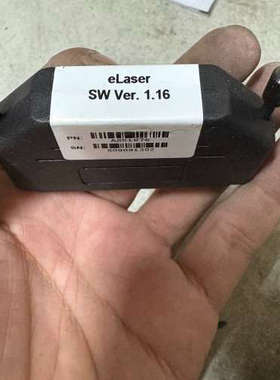 eLaser
SW Ver. 1.16
PN:
SN: